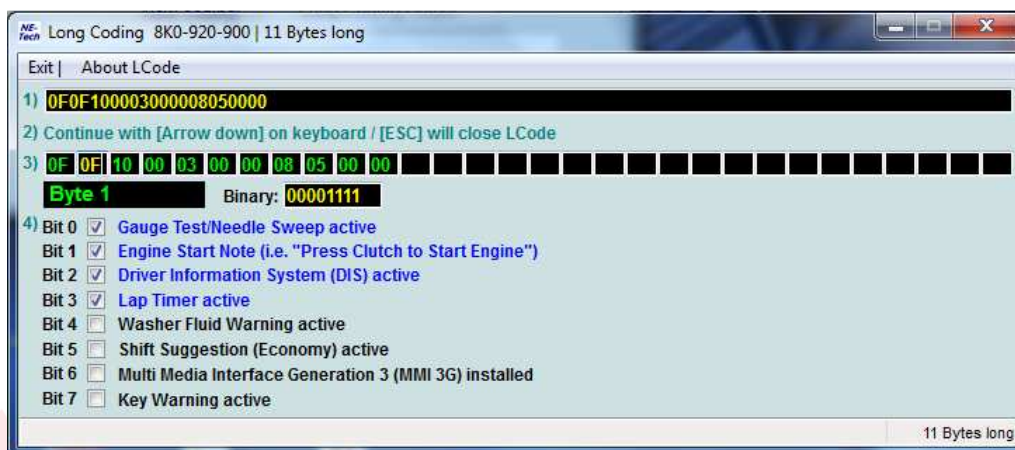 NE-Tech Long Coding 8K0-920-900 | 11 Bytes long
Exit | About LCode
1) 0F0F100003000008050000
2) Continue with [Arrow down] on keyboard / [ESC] will close LCode
3) 0F 0F 10 00 03 00 00 08 05 00 00
Byte 1 Binary: 00001111
4) Bit 0 Gauge Test/Needle Sweep active
Bit 1 Engine Start Note (i.e. "Press Clutch to Start Engine")
Bit 2 Driver Information System (DIS) active
Bit 3 Lap Timer active
Bit 4 Washer Fluid Warning active
Bit 5 Shift Suggestion (Economy) active
Bit 6 Multi Media Interface Generation 3 (MMI 3G) installed
Bit 7 Key Warning active
11 Bytes long